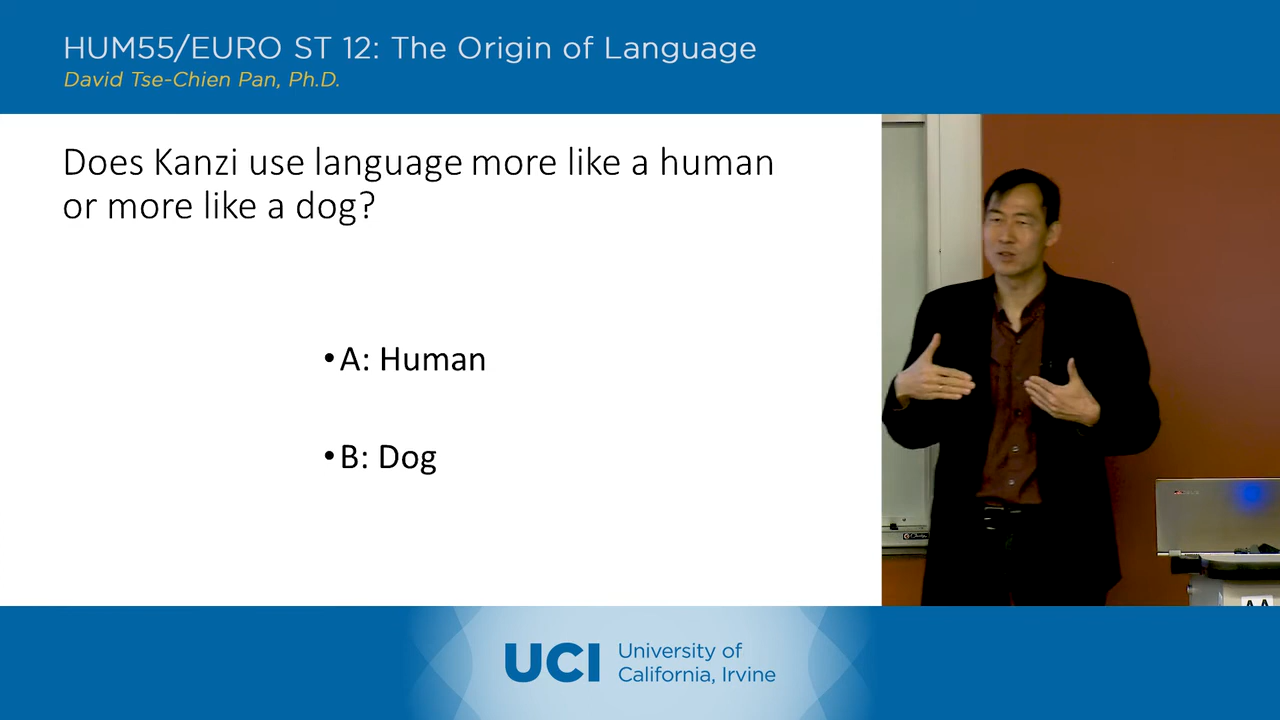 HUM55/EURO ST 12: The Origin of Language
David Tse-Chien Pan, Ph.D.
Does Kanzi use language more like a human
or more like a dog?
•A: Human
•B: Dog
AA
UCI University of
California, Irvine